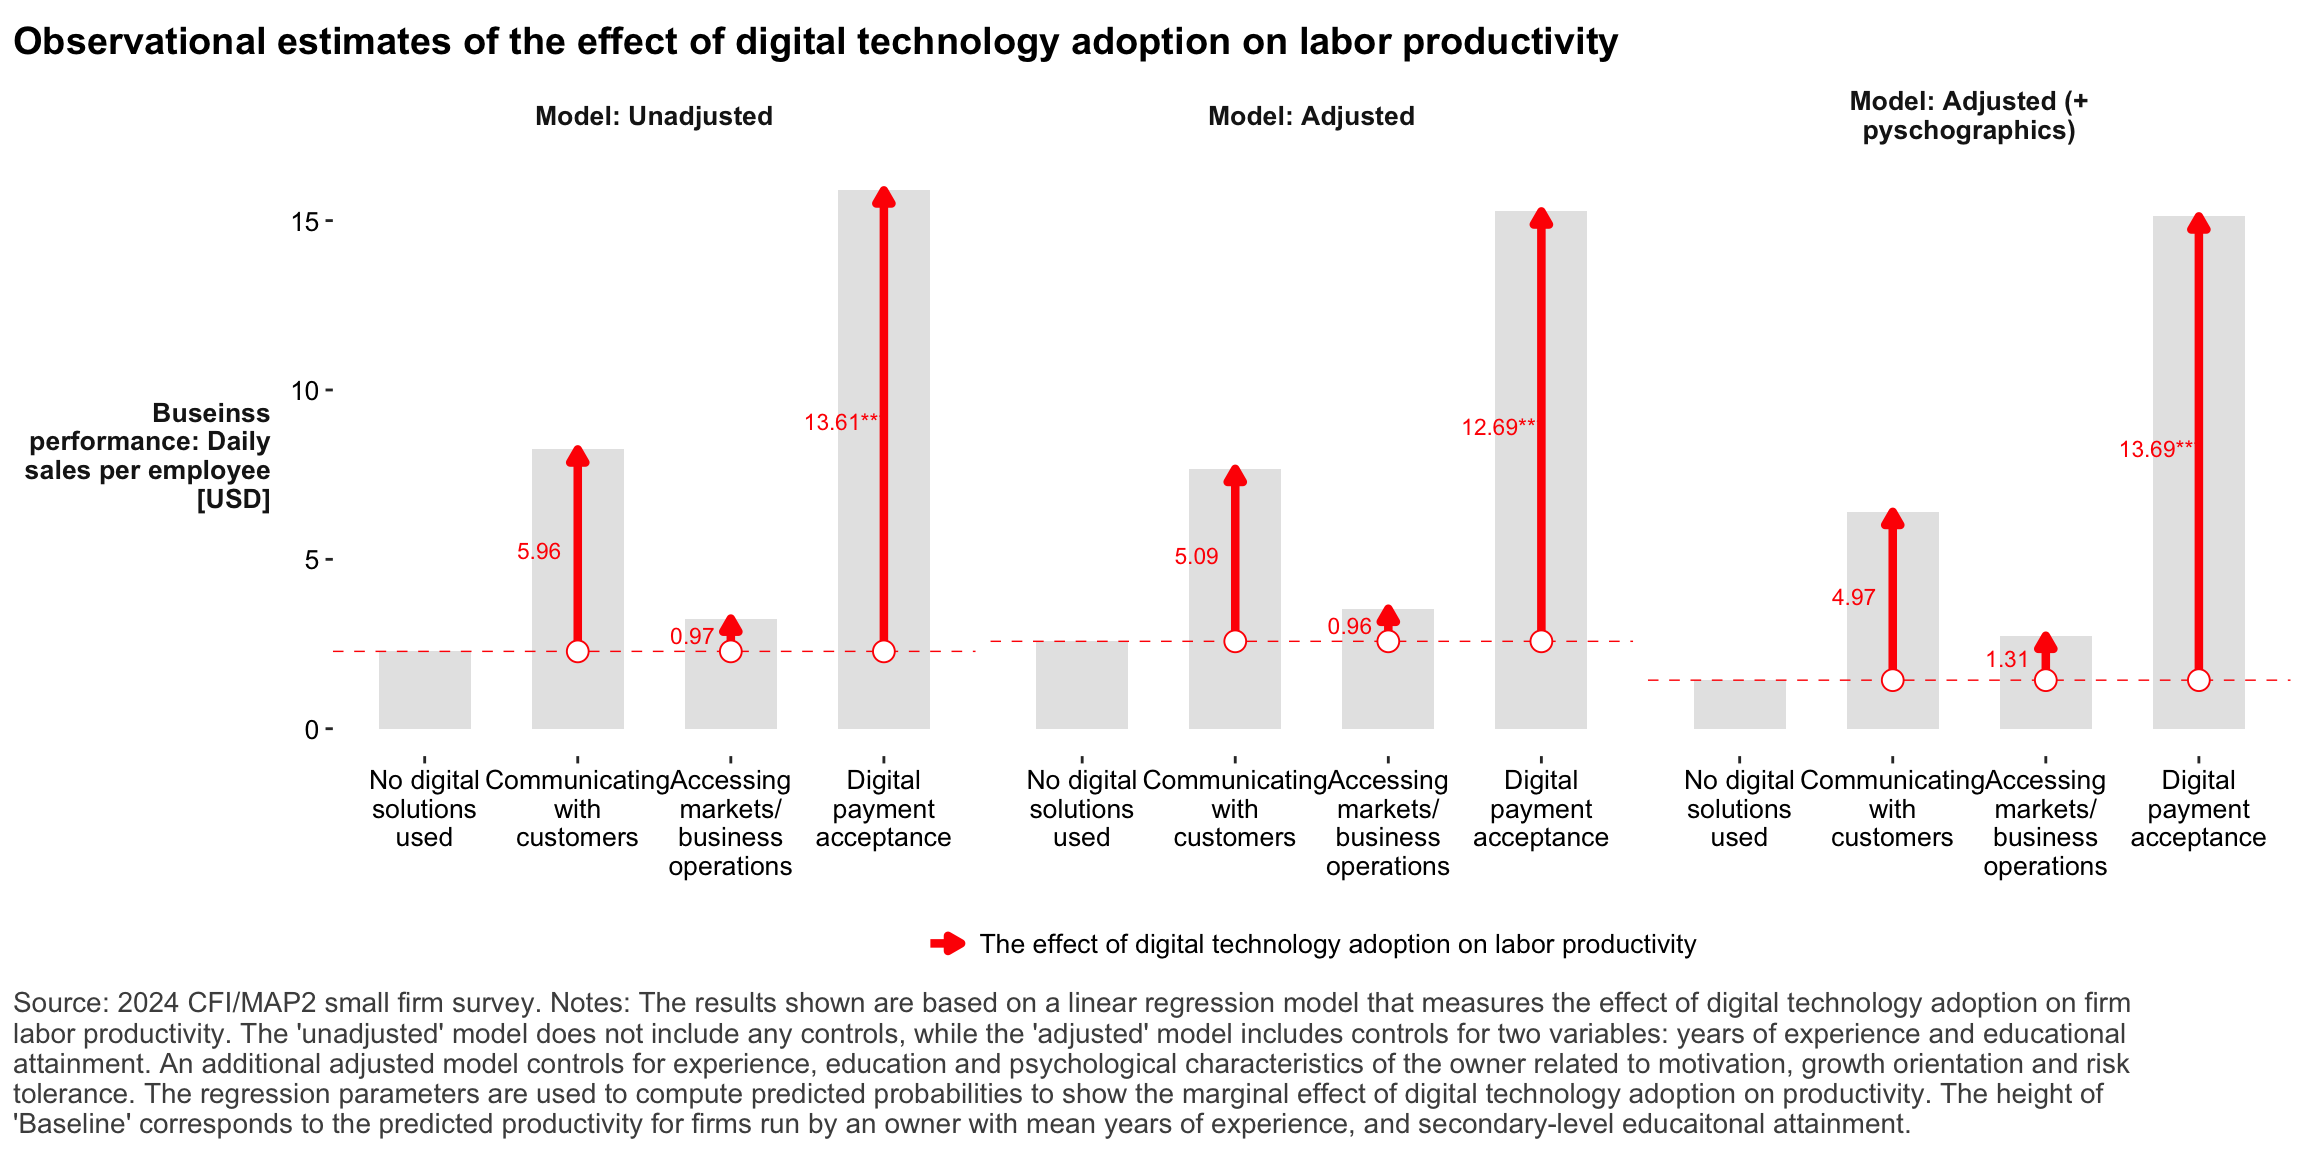 Observational estimates of the effect of digital technology adoption on labor productivity
Model: Unadjusted
Model: Adjusted
Model: Adjusted (+
pyschographics)
Buseinss
performance: Daily
sales per employee
[USD]
15
10
5
0
5.96
0.97
13.61**
5.09
0.96
12.69**
4.97
1.31
13.69**
No digital
solutions
used
Communicating
with
customers
Accessing
markets/
business
operations
Digital
payment
acceptance
No digital
solutions
used
Communicating
with
customers
Accessing
markets/
business
operations
Digital
payment
acceptance
No digital
solutions
used
Communicating
with
customers
Accessing
markets/
business
operations
Digital
payment
acceptance
The effect of digital technology adoption on labor productivity
Source: 2024 CFI/MAP2 small firm survey. Notes: The results shown are based on a linear regression model that measures the effect of digital technology adoption on firm
labor productivity. The 'unadjusted' model does not include any controls, while the 'adjusted' model includes controls for two variables: years of experience and educational
attainment. An additional adjusted model controls for experience, education and psychological characteristics of the owner related to motivation, growth orientation and risk
tolerance. The regression parameters are used to compute predicted probabilities to show the marginal effect of digital technology adoption on productivity. The height of
'Baseline' corresponds to the predicted productivity for firms run by an owner with mean years of experience, and secondary-level educaitonal attainment.